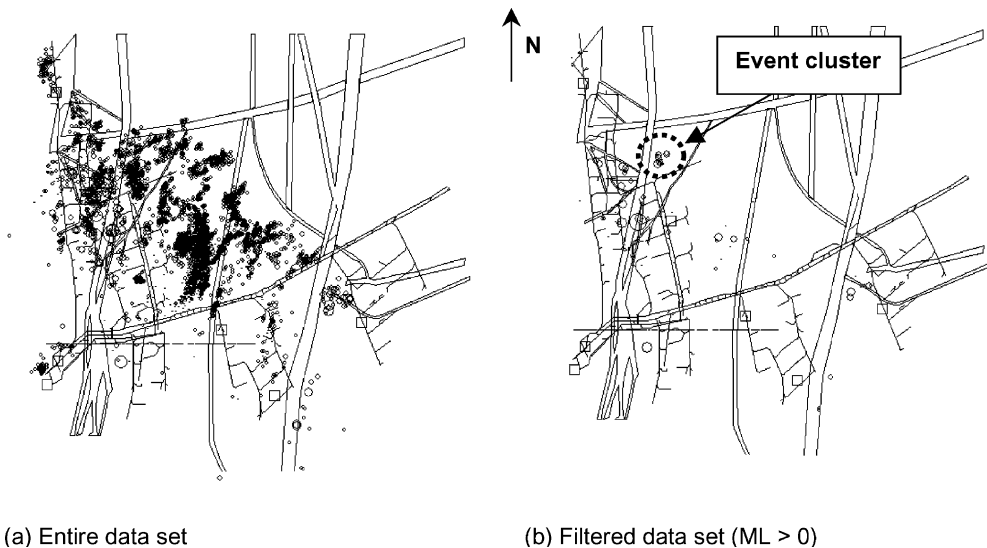 N
Event cluster
(a) Entire data set
(b) Filtered data set (ML > 0)